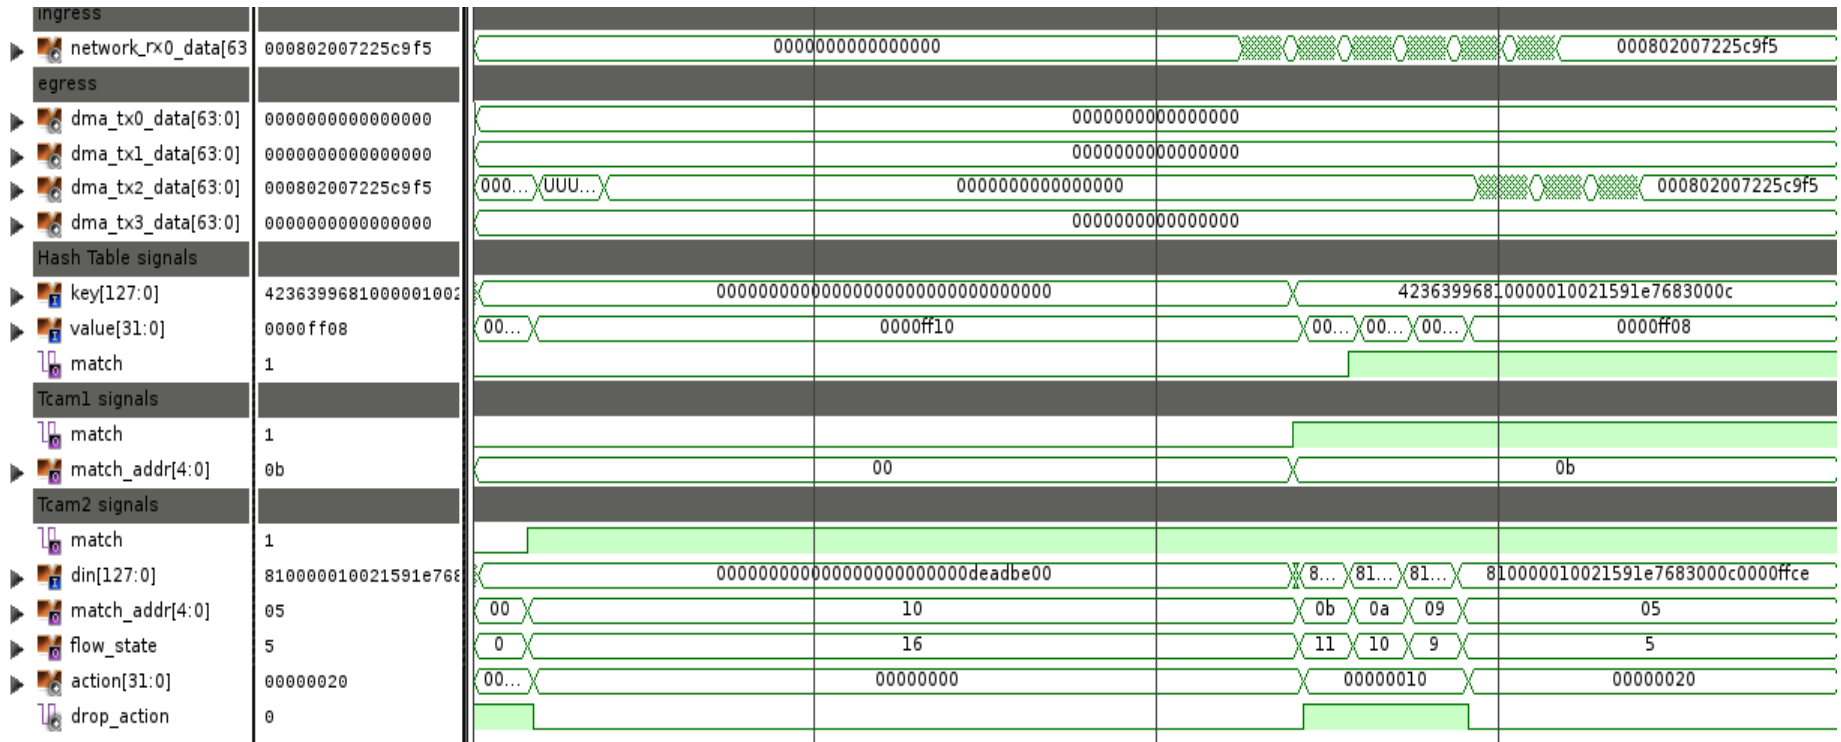 ingress
network_rx0_data[63 000802007225c9f5 0000000000000000 000802007225c9f5
egress
dma_tx0_data[63:0] 0000000000000000 0000000000000000
dma_tx1_data[63:0] 0000000000000000 0000000000000000
dma_tx2_data[63:0] 000802007225c9f5 000... UUU... 0000000000000000 000802007225c9f5
dma_tx3_data[63:0] 0000000000000000 0000000000000000
Hash Table signals
key[127:0] 4236399681000001002 00000000000000000000000000000000 42363996810000010021591e7683000c
value[31:0] 0000ff08 00... 0000ff10 00... 00... 00... 0000ff08
match 1
Tcam1 signals
match 1
match_addr[4:0] 0b 00 0b
Tcam2 signals
match 1
din[127:0] 810000010021591e768 000000000000000000000000deadbe00 8... 81... 81... 810000010021591e7683000c0000ffce
match_addr[4:0] 05 00 10 0b 0a 09 05
flow_state 5 0 16 11 10 9 5
action[31:0] 00000020 00... 00000000 00000010 00000020
drop_action 0